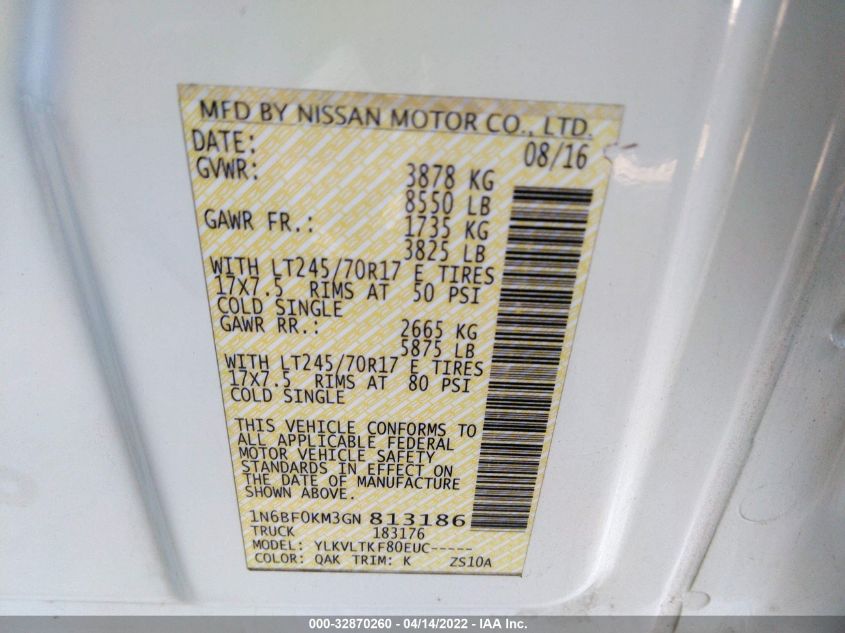 MFD BY NISSAN MOTOR CO., LTD.
DATE: 08/16
GVWR: 3878 KG
8550 LB
GAWR FR.: 1735 KG
3825 LB
WITH LT245/70R17 E TIRES
17X7.5 RIMS AT 50 PSI
COLD SINGLE
GAWR RR.: 2665 KG
5875 LB
WITH LT245/70R17 E TIRES
17X7.5 RIMS AT 80 PSI
COLD SINGLE
THIS VEHICLE CONFORMS TO
ALL APPLICABLE FEDERAL
MOTOR VEHICLE SAFETY
STANDARDS IN EFFECT ON
THE DATE OF MANUFACTURE
SHOWN ABOVE.
1N6BF0KM3GN 813186
TRUCK 183176
MODEL: YLKVLTKF80EUC-----
COLOR: QAK TRIM: K ZS10A
000-32870260 - 04/14/2022 - IAA Inc.